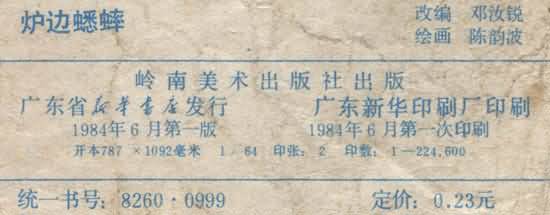 炉边蟋蟀
改编 邓汝锐
绘画 陈韵波
岭南美术出版社出版
广东省新华书店发行 广东新华印刷厂印刷
1984年6月第一版 1984年6月第一次印刷
开本787×1092毫米 1/64 印张:2 印数:1—224,600
统一书号:8260·0999 定价:0.23元